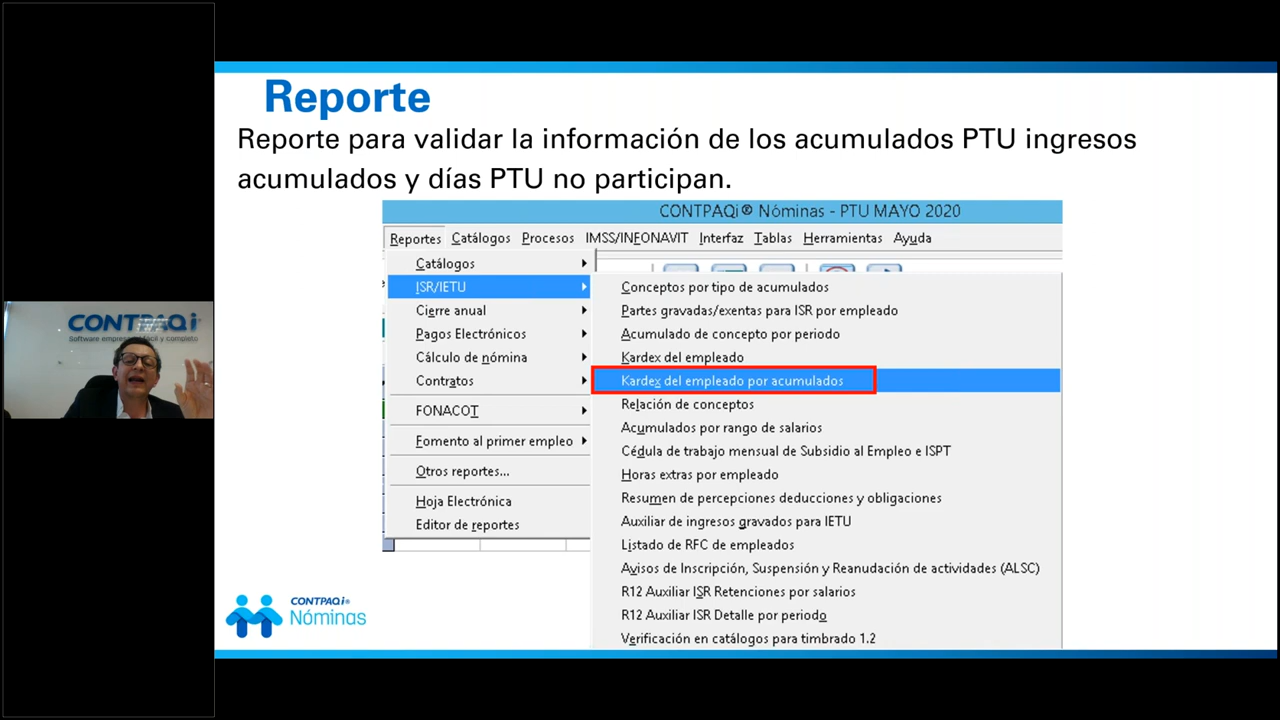 Reporte
Reporte para validar la información de los acumulados PTU ingresos
acumulados y días PTU no participan.
CONTPAQi® Nóminas - PTU MAYO 2020
Reportes Catálogos Procesos IMSS/INFONAVIT Interfaz Tablas Herramientas Ayuda
Catálogos
ISR/IETU
Cierre anual
Pagos Electrónicos
Cálculo de nómina
Contratos
FONACOT
Fomento al primer empleo
Otros reportes...
Hoja Electrónica
Editor de reportes
Conceptos por tipo de acumulados
Partes gravadas/exentas para ISR por empleado
Acumulado de concepto por periodo
Kardex del empleado
Kardex del empleado por acumulados
Relación de conceptos
Acumulados por rango de salarios
Cédula de trabajo mensual de Subsidio al Empleo e ISPT
Horas extras por empleado
Resumen de percepciones deducciones y obligaciones
Auxiliar de ingresos gravados para IETU
Listado de RFC de empleados
Avisos de Inscripción, Suspensión y Reanudación de actividades (ALSC)
R12 Auxiliar ISR Retenciones por salarios
R12 Auxiliar ISR Detalle por periodo
Verificación en catálogos para timbrado 1.2
CONTPAQi®
Nóminas
CONTPAQi
Software empresarial fácil y completo